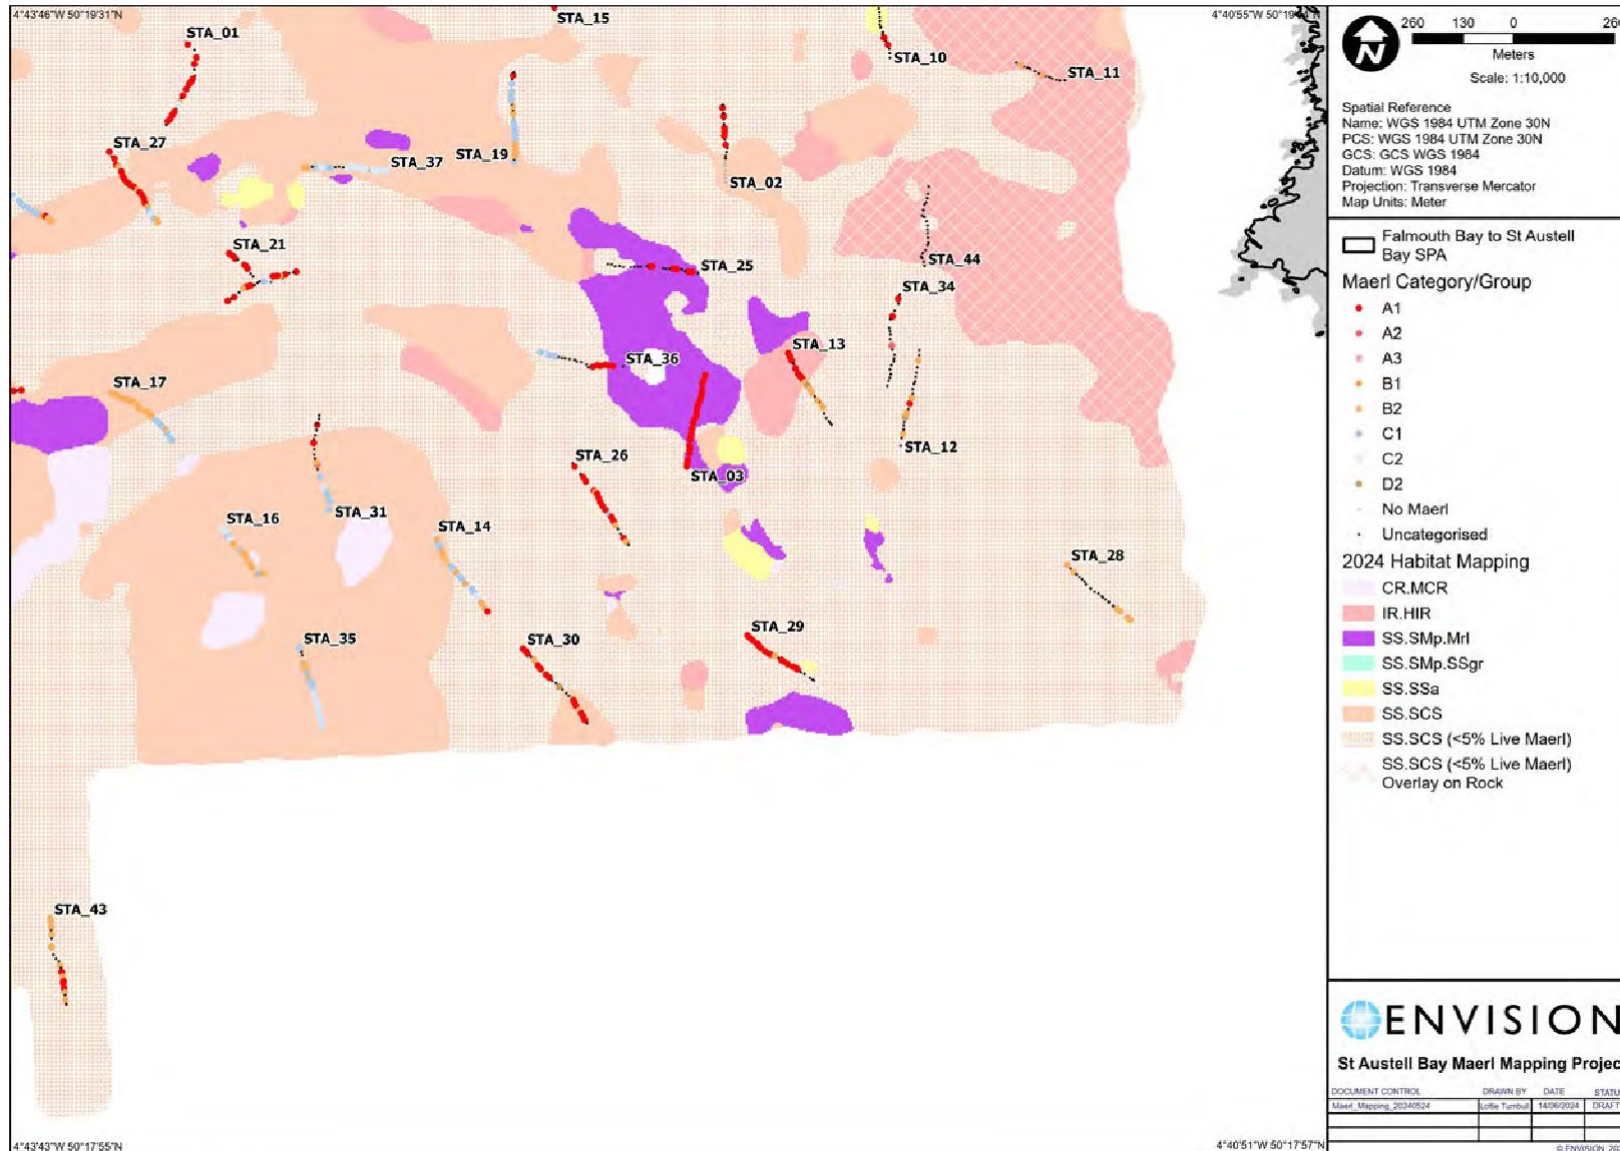 4°43'46"W 50°19'31"N
STA_15
STA_01
STA_10
STA_11
STA_27
STA_37
STA_19
STA_02
STA_21
STA_25
STA_44
STA_34
STA_36
STA_13
STA_17
STA_12
STA_26
STA_03
STA_31
STA_16
STA_14
STA_28
STA_35
STA_30
STA_29
STA_43
4°43'43"W 50°17'55"N
4°40'51"W 50°17'57"N
N
260 130 0
Meters
Scale: 1:10,000
Spatial Reference
Name: WGS 1984 UTM Zone 30N
PCS: WGS 1984 UTM Zone 30N
GCS: GCS WGS 1984
Datum: WGS 1984
Projection: Transverse Mercator
Map Units: Meter
Falmouth Bay to St Austell
Bay SPA
Maerl Category/Group
A1
A2
A3
B1
B2
C1
C2
D2
No Maerl
Uncategorised
2024 Habitat Mapping
CR.MCR
IR.HIR
SS.SMp.Mrl
SS.SMp.SSgr
SS.SSa
SS.SCS
SS.SCS (<5% Live Maerl)
SS.SCS (<5% Live Maerl)
Overlay on Rock
ENVISION
St Austell Bay Maerl Mapping Projec
DOCUMENT CONTROL DRAWN BY DATE STATU
Maerl_Mapping_20240524 Lottie Turnbull 14/06/2024 DRAFT
© ENVISION, 202